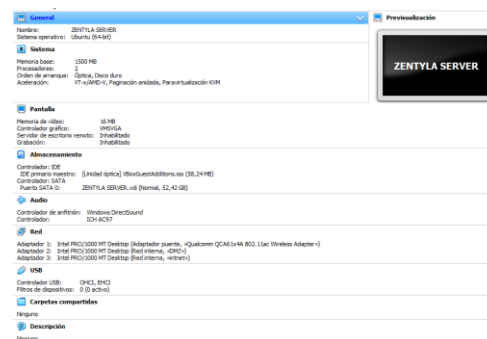 General
Nombre: ZENTYLA SERVER
Sistema operativo: Ubuntu (64-bit)
Sistema
Memoria base: 1500 MB
Procesadores: 2
Orden de arranque: Óptica, Disco duro
Aceleración: VT-x/AMD-V, Paginación anidada, Paravirtualización KVM
Pantalla
Memoria de vídeo: 16 MB
Controlador gráfico: VMSVGA
Servidor de escritorio remoto: Inhabilitado
Grabación: Inhabilitado
Almacenamiento
Controlador: IDE
IDE primario maestro: [Unidad óptica] VBoxGuestAdditions.iso (58,24 MB)
Controlador: SATA
Puerto SATA 0: ZENTYLA SERVER.vdi (Normal, 52,42 GB)
Audio
Controlador de anfitrión: Windows DirectSound
Controlador: ICH AC97
Red
Adaptador 1: Intel PRO/1000 MT Desktop (Adaptador puente, «Qualcomm QCA61x4A 802.11ac Wireless Adapter»)
Adaptador 2: Intel PRO/1000 MT Desktop (Red interna, «DMZ»)
Adaptador 3: Intel PRO/1000 MT Desktop (Red interna, «intnet»)
USB
Controlador USB: OHCI, EHCI
Filtros de dispositivos: 0 (0 activo)
Carpetas compartidas
Ninguno
Descripción
Ninguno
Previsualización
ZENTYLA SERVER